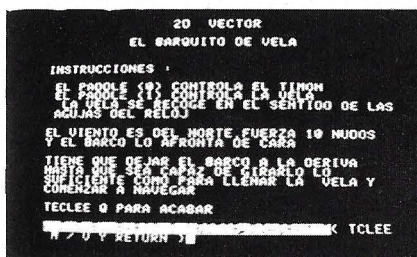 2D VECTOR
EL BARQUITO DE VELA
INSTRUCCIONES :
EL PADDLE (0) CONTROLA EL TIMON
EL PADDLE CONTROLA LA VELA
LA VELA SE RECOGE EN EL SENTIDO DE LAS
AGUJAS DEL RELOJ
EL VIENTO ES DEL NORTE FUERZA 10 NUDOS
Y EL BARCO LO AFRONTA DE CARA
TIENE QUE DEJAR EL BARCO A LA DERIVA
HASTA QUE SEA CAPAZ DE GIRARLO LO
SUFICIENTE COMO PARA LLENAR LA VELA Y
COMENZAR A NAVEGAR
TECLEE Q PARA ACABAR
K TCLEE
Y RETURN )